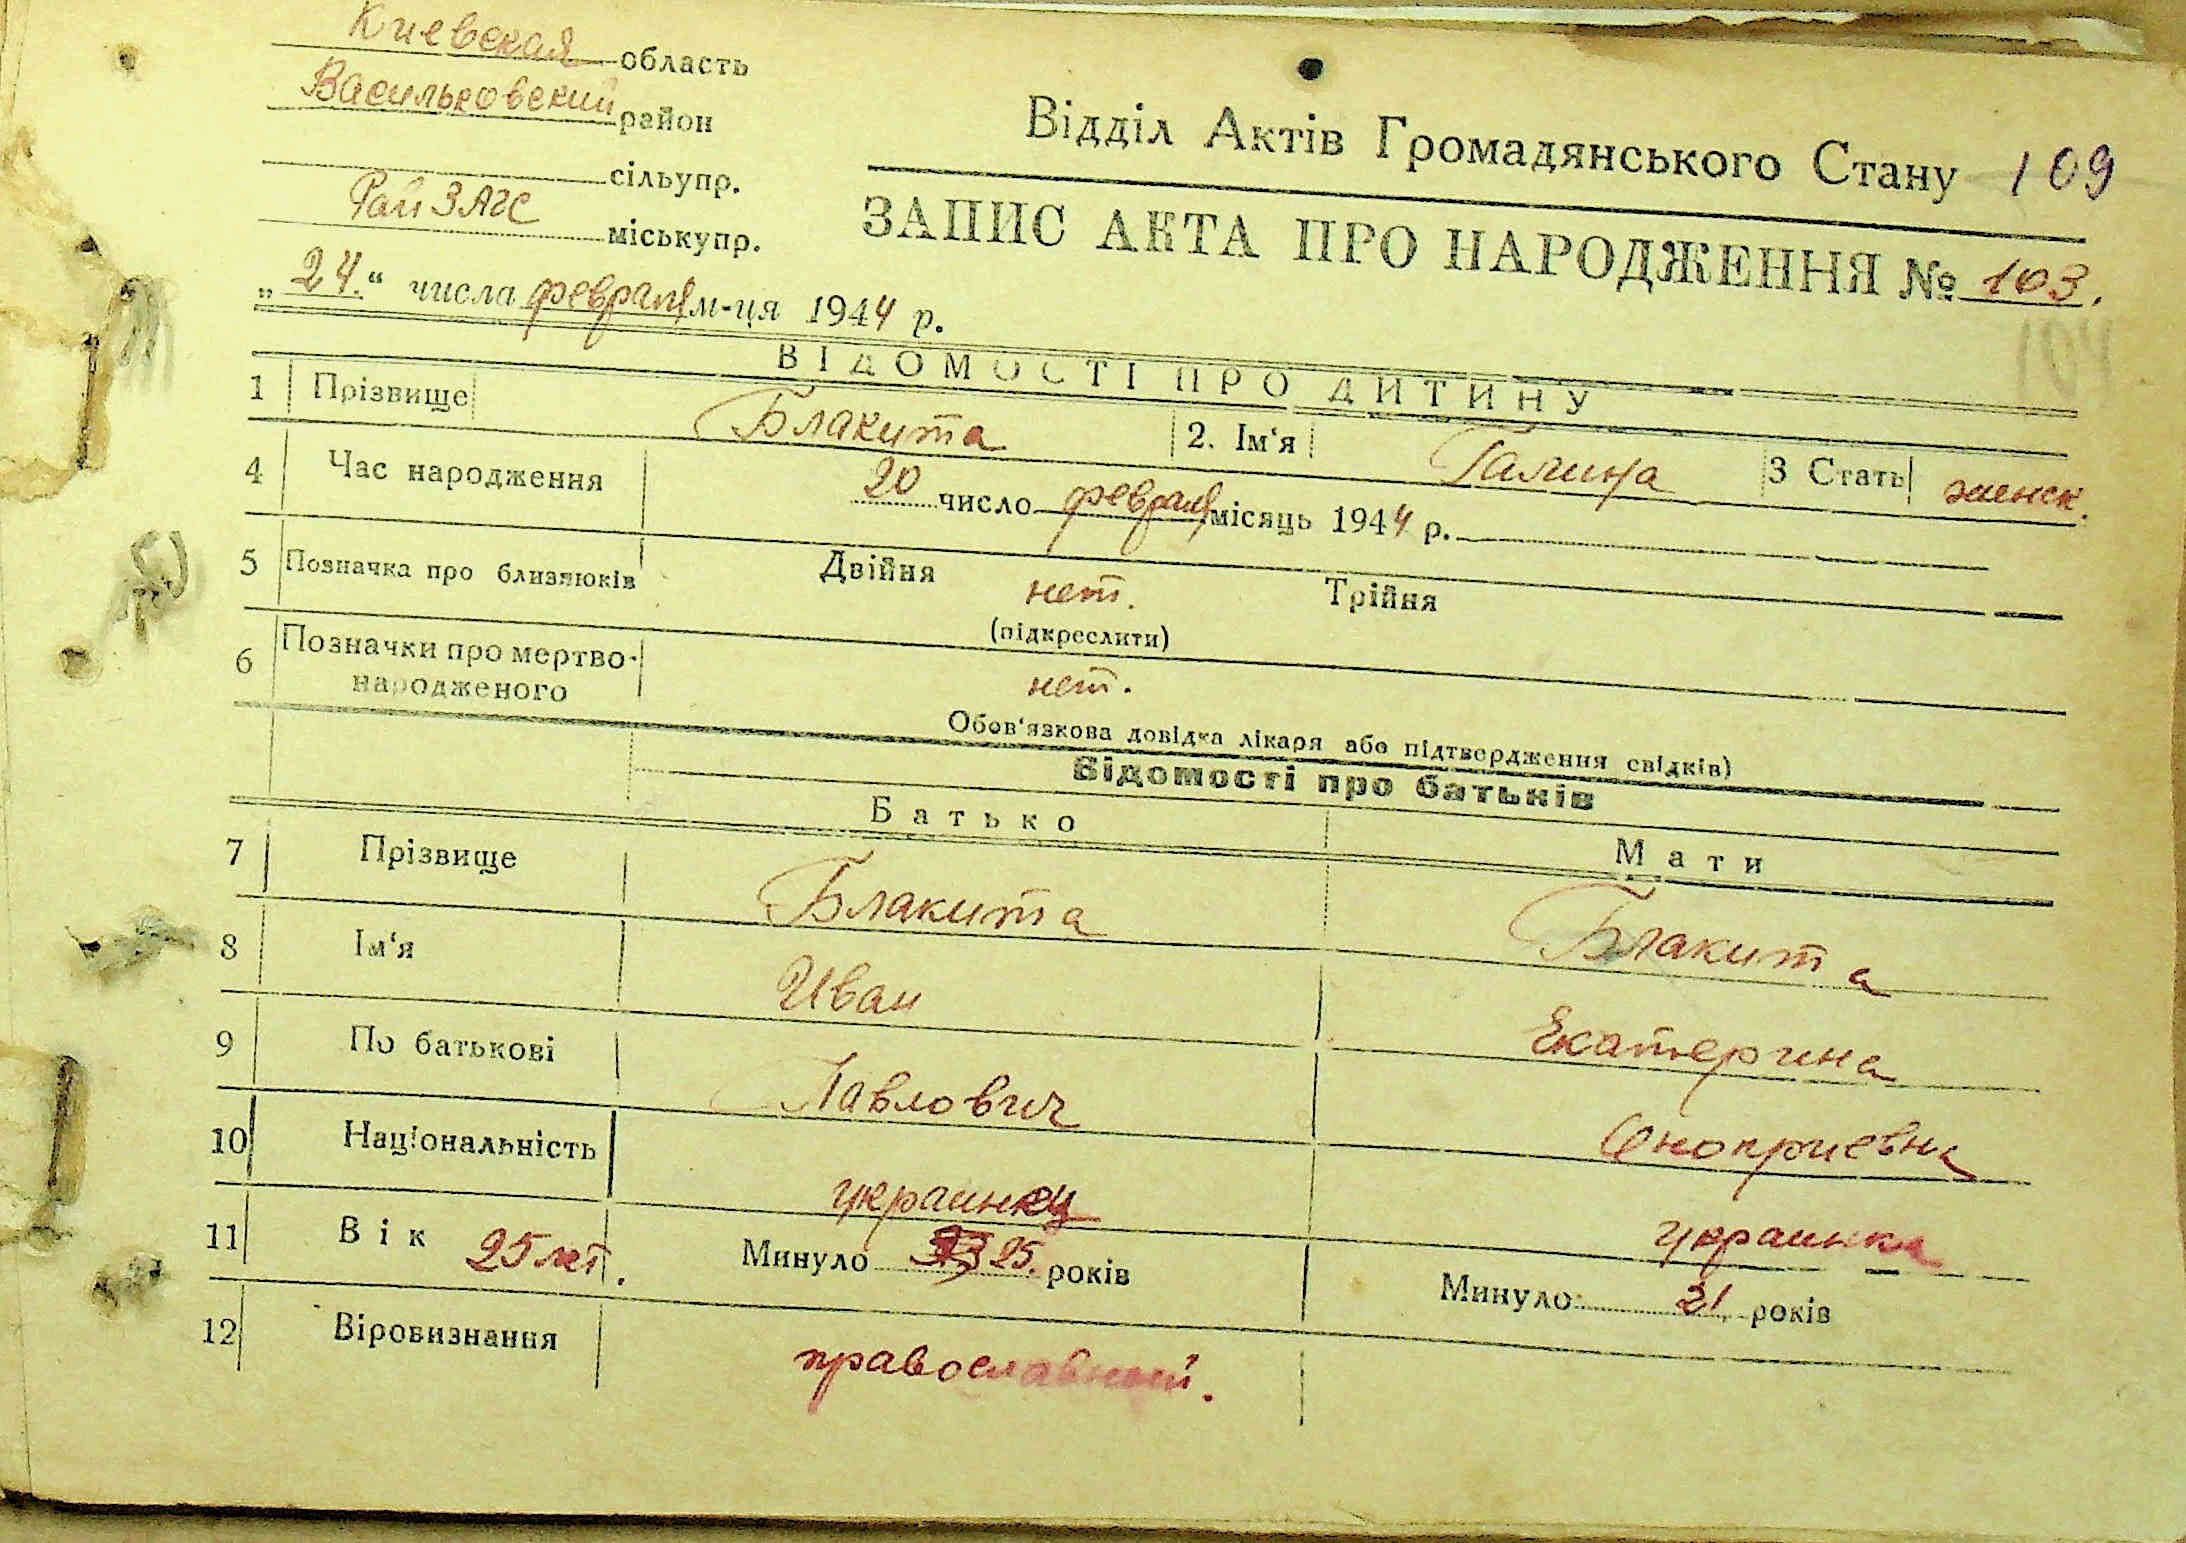 Киевская область
Васильковский район
сільупр.
Рай ЗАГС міськупр.
„24.“ числа февраля м-ця 1944 р.
Відділ Актів Громадянського Стану 109
ЗАПИС АКТА ПРО НАРОДЖЕННЯ № 103.
104
ВІДОМОСТІ ПРО ДИТИНУ
1 Прізвище Блакита 2. Ім‘я Галина 3 Стать женск.
4 Час народження 20 число февраля місяць 1944 р.
5 Позначка про близнюків Двійня нет. Трійня
(підкреслити)
6 Позначки про мертво-
народженого нет.
Обов‘язкова довідка лікаря або підтвердження свідків)
Відомості про батьків
Батько Мати
7 Прізвище Блакита Блакита
8 Ім‘я Иван Екатерина
9 По батькові Павлович Оноприевна
10 Національність украинец украинка
11 Вік 25 лет. Минуло 25. років Минуло 21. років
12 Віровизнання православный.